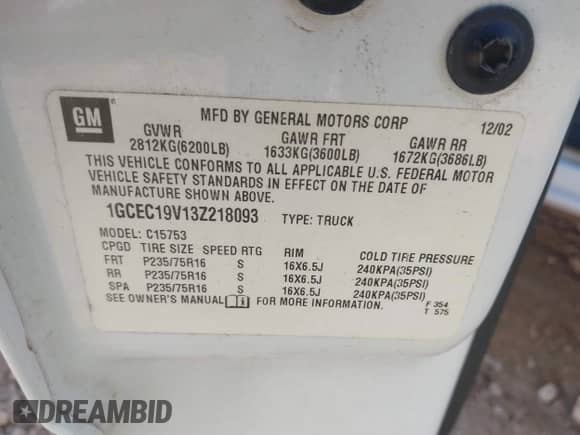 GM
MFD BY GENERAL MOTORS CORP 12/02
GVWR GAWR FRT GAWR RR
2812KG(6200LB) 1633KG(3600LB) 1672KG(3686LB)
THIS VEHICLE CONFORMS TO ALL APPLICABLE U.S. FEDERAL MOTOR
VEHICLE SAFETY STANDARDS IN EFFECT ON THE DATE OF
MANUFACTURE SHOWN ABOVE.
1GCEC19V13Z218093 TYPE: TRUCK
MODEL: C15753
CPGD TIRE SIZE SPEED RTG RIM COLD TIRE PRESSURE
FRT P235/75R16 S 16X6.5J 240KPA(35PSI)
RR P235/75R16 S 16X6.5J 240KPA(35PSI)
SPA P235/75R16 S 16X6.5J 240KPA(35PSI)
SEE OWNER'S MANUAL FOR MORE INFORMATION.
F 354
T 575
DREAMBID